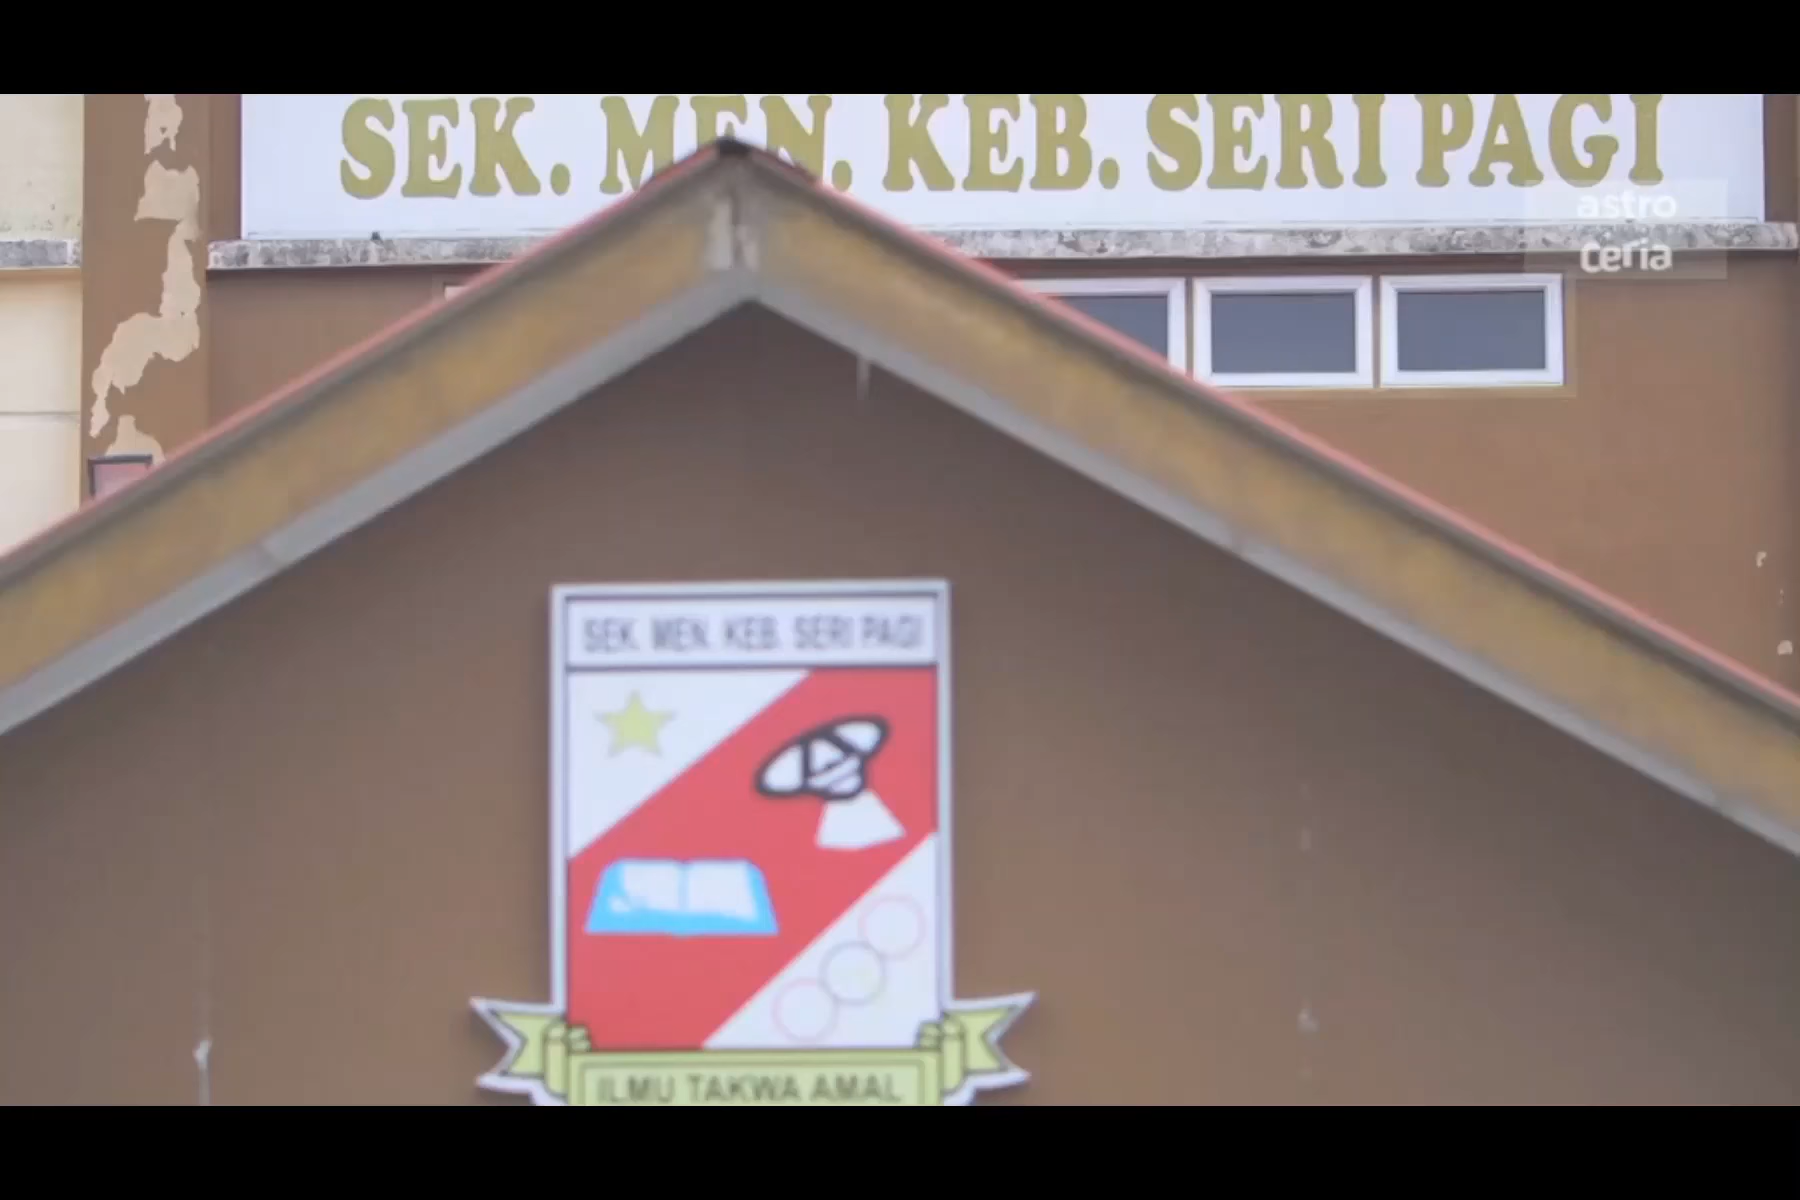 SEK. MEN. KEB. SERI PAGI
astro
ceria
SEK. MEN. KEB. SERI PAGI
ILMU TAKWA AMAL